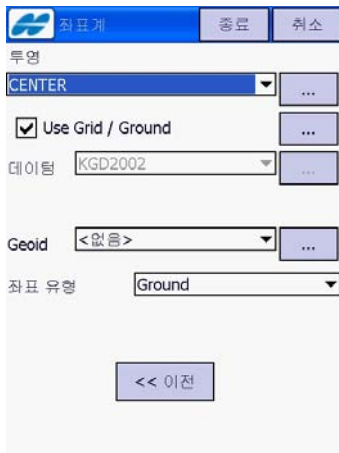 좌표계 종료 취소
투영
CENTER ...
Use Grid / Ground ...
데이텀 KGD2002 ...
Geoid <없음> ...
좌표 유형 Ground
<< 이전